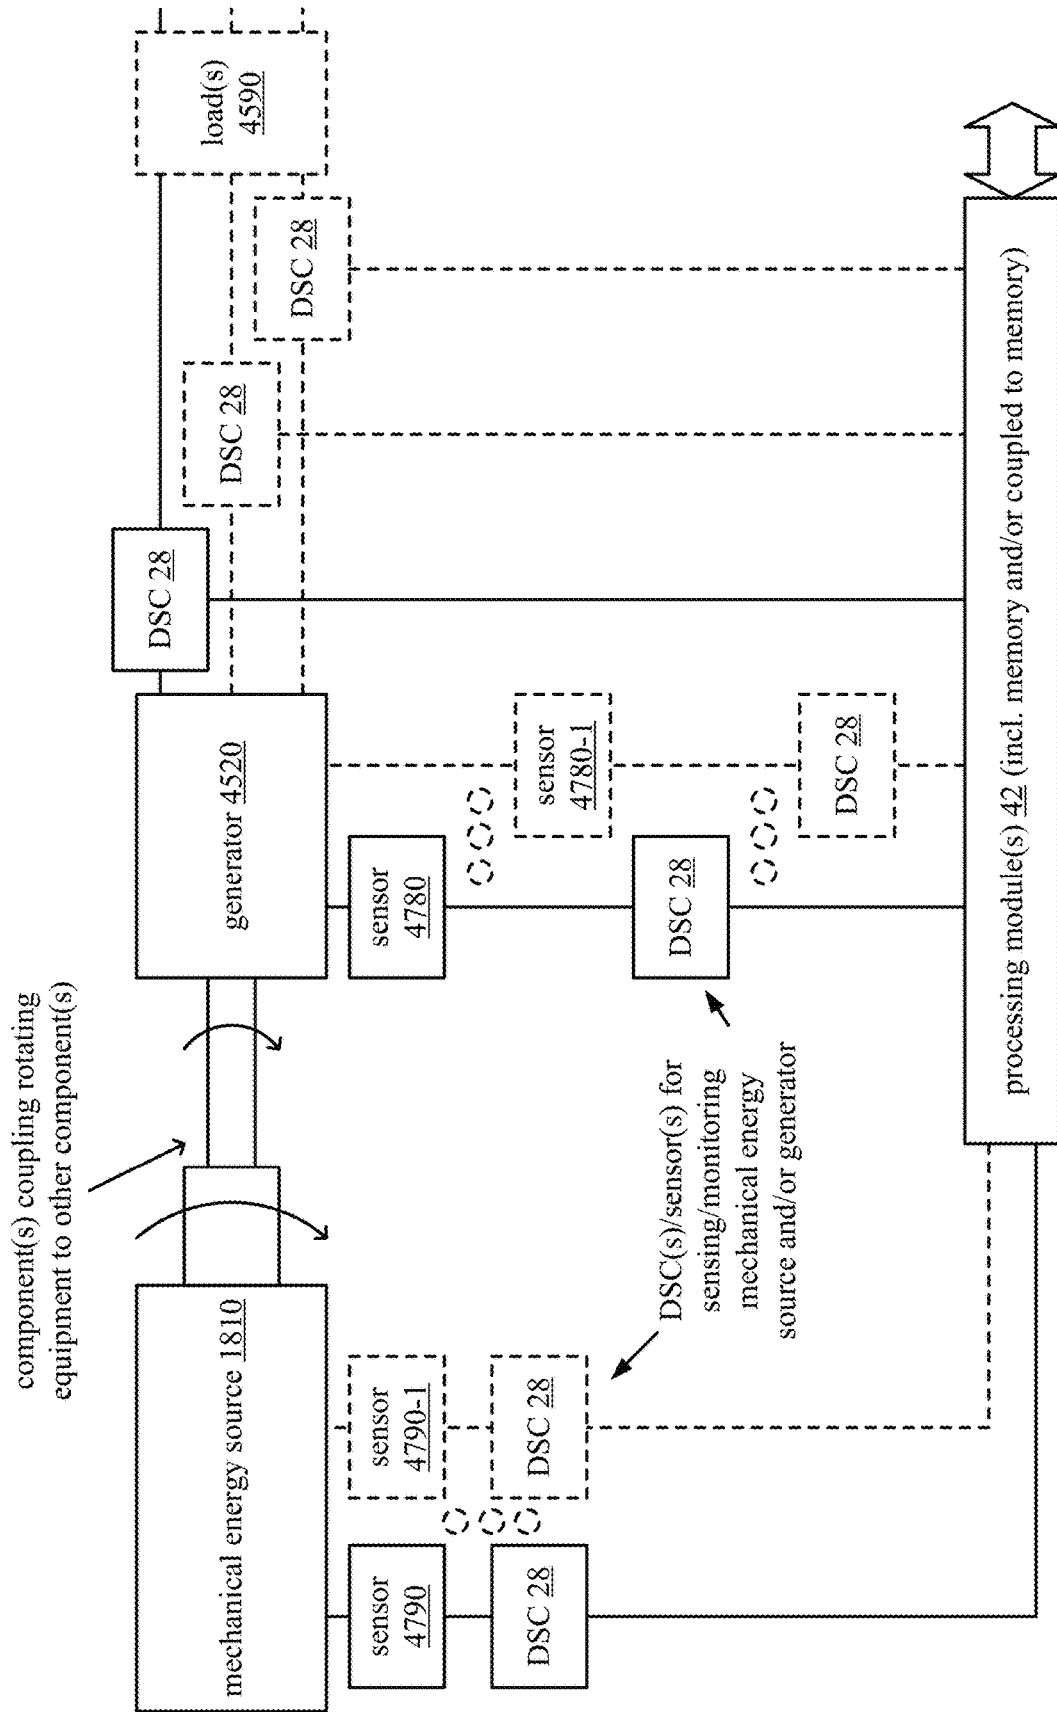 component(s) coupling rotating
equipment to other component(s)
mechanical energy source 1810
generator 4520
DSC 28
DSC 28
DSC 28
load(s)
4590
sensor
4790
sensor
4790-1
sensor
4780
sensor
4780-1
DSC 28
DSC 28
DSC 28
DSC 28
DSC(s)/sensor(s) for
sensing/monitoring
mechanical energy
source and/or generator
processing module(s) 42 (incl. memory and/or coupled to memory)